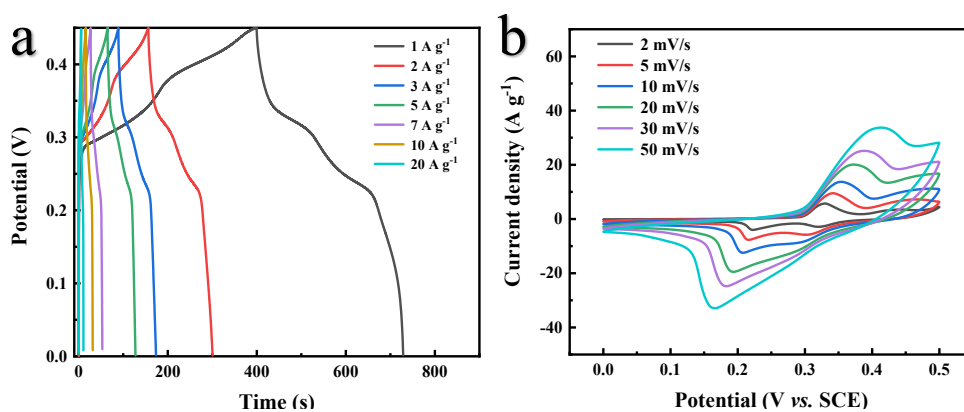 a
1 A g⁻¹
2 A g⁻¹
3 A g⁻¹
5 A g⁻¹
7 A g⁻¹
10 A g⁻¹
20 A g⁻¹
0.4
0.3
0.2
0.1
0.0
Potential (V)
0 200 400 600 800
Time (s)
b
2 mV/s
5 mV/s
10 mV/s
20 mV/s
30 mV/s
50 mV/s
60
40
20
0
-20
-40
Current density (A g⁻¹)
0.0 0.1 0.2 0.3 0.4 0.5
Potential (V vs. SCE)